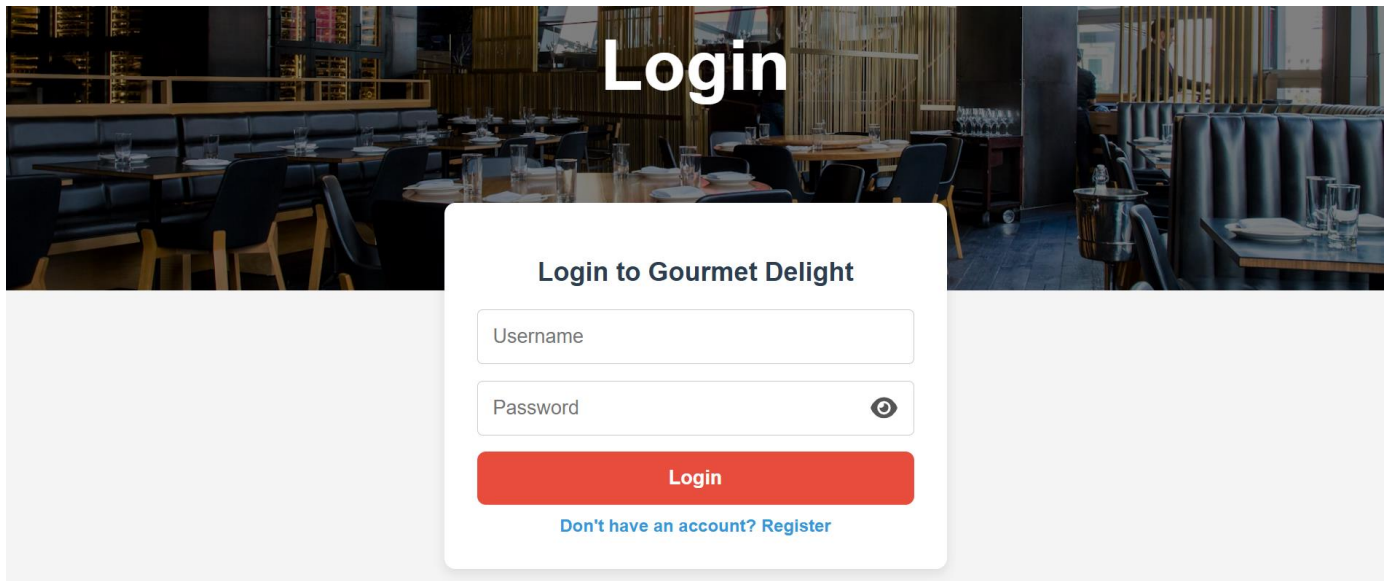 Login
Login to Gourmet Delight
Username
Password
Login
Don't have an account? Register